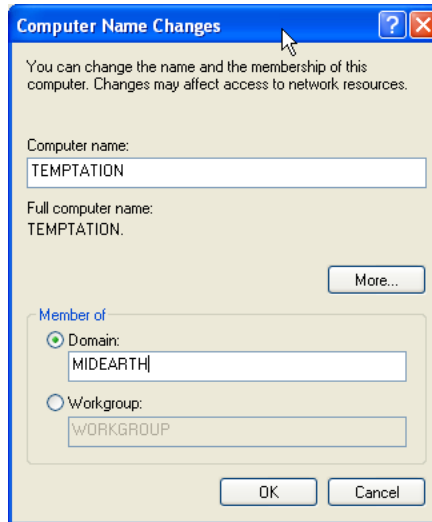 Computer Name Changes
You can change the name and the membership of this
computer. Changes may affect access to network resources.
Computer name:
TEMPTATION
Full computer name:
TEMPTATION.
More...
Member of
Domain:
MIDEARTH
Workgroup:
WORKGROUP
OK Cancel